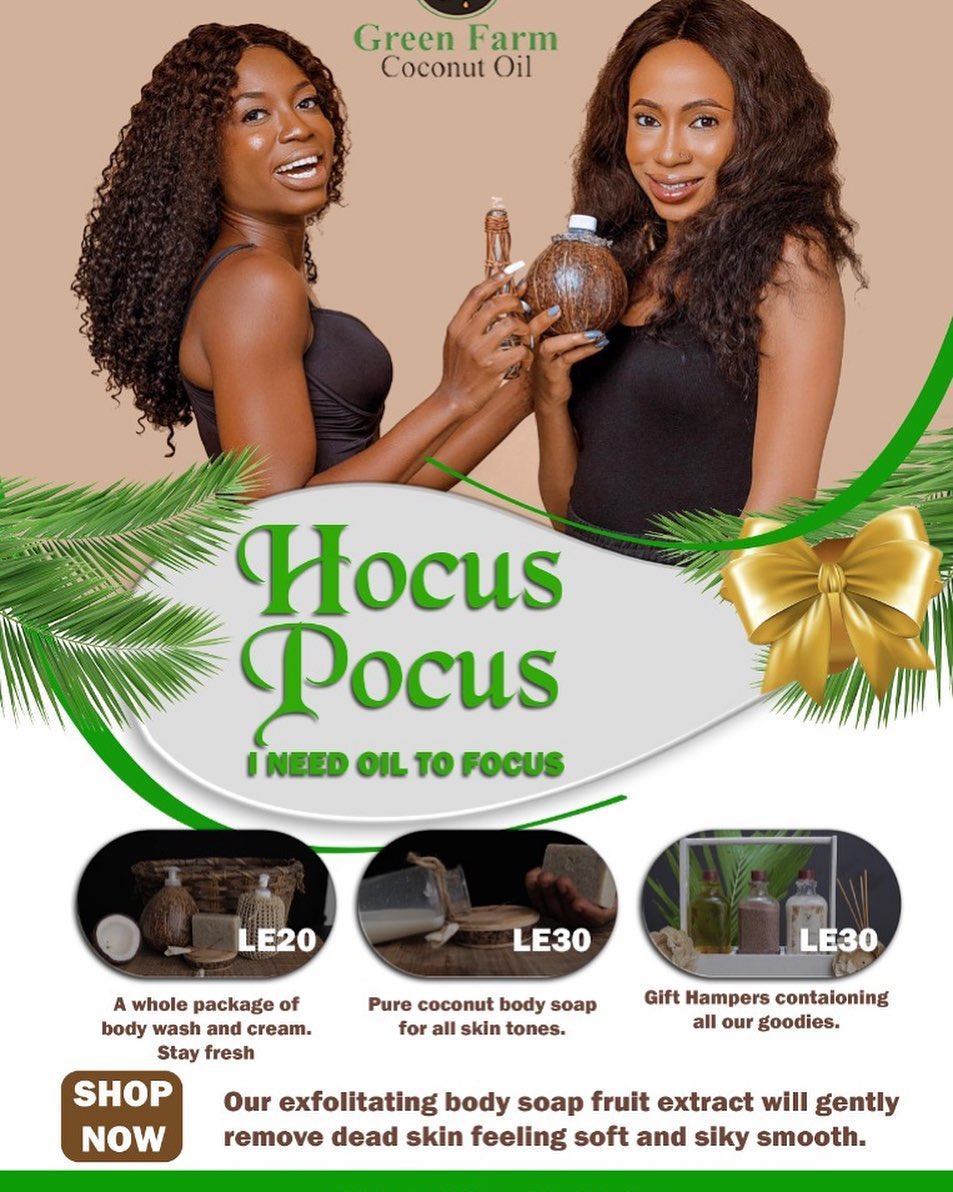 Green Farm
Coconut Oil
Hocus
Pocus
I NEED OIL TO FOCUS
LE20
LE30
LE30
A whole package of
body wash and cream.
Stay fresh
Pure coconut body soap
for all skin tones.
Gift Hampers contaioning
all our goodies.
SHOP
NOW
Our exfolitating body soap fruit extract will gently
remove dead skin feeling soft and siky smooth.